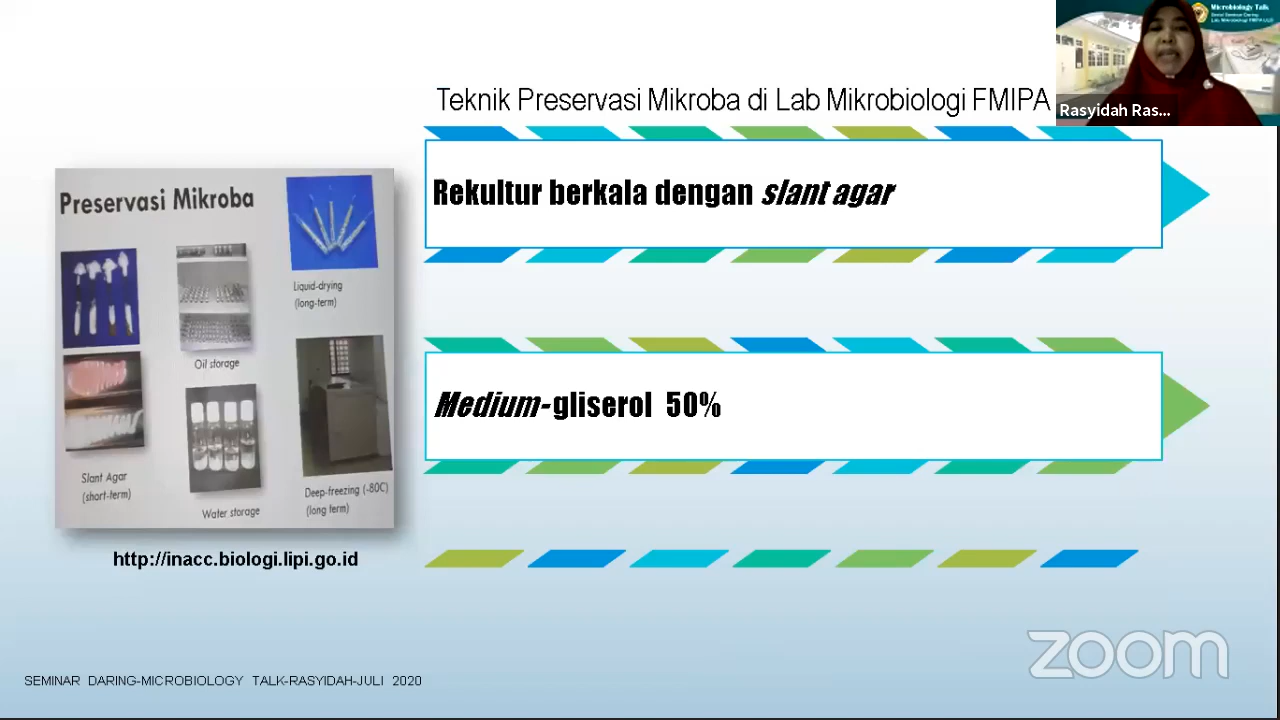 Microbiology Talk
Teknik Preservasi Mikroba di Lab Mikrobiologi FMIPA
Rasyidah Ras...
Rekultur berkala dengan slant agar
Preservasi Mikroba
Liquid-drying
(long-term)
Oil storage
Medium-gliserol 50%
Slant Agar
(short-term)
Water storage
Deep-freezing (-80C)
(long term)
http://inacc.biologi.lipi.go.id
zoom
SEMINAR DARING-MICROBIOLOGY TALK-RASYIDAH-JULI 2020